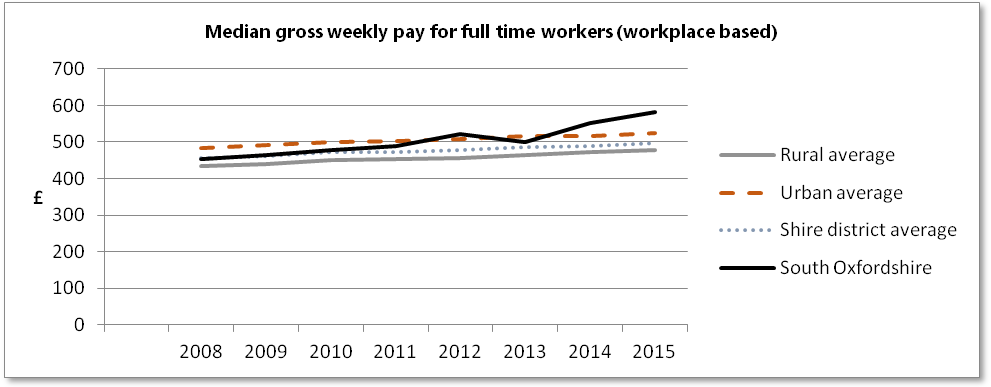 Median gross weekly pay for full time workers (workplace based)
700
600
500
400
300
200
100
0
£
2008 2009 2010 2011 2012 2013 2014 2015
Rural average
Urban average
Shire district average
South Oxfordshire